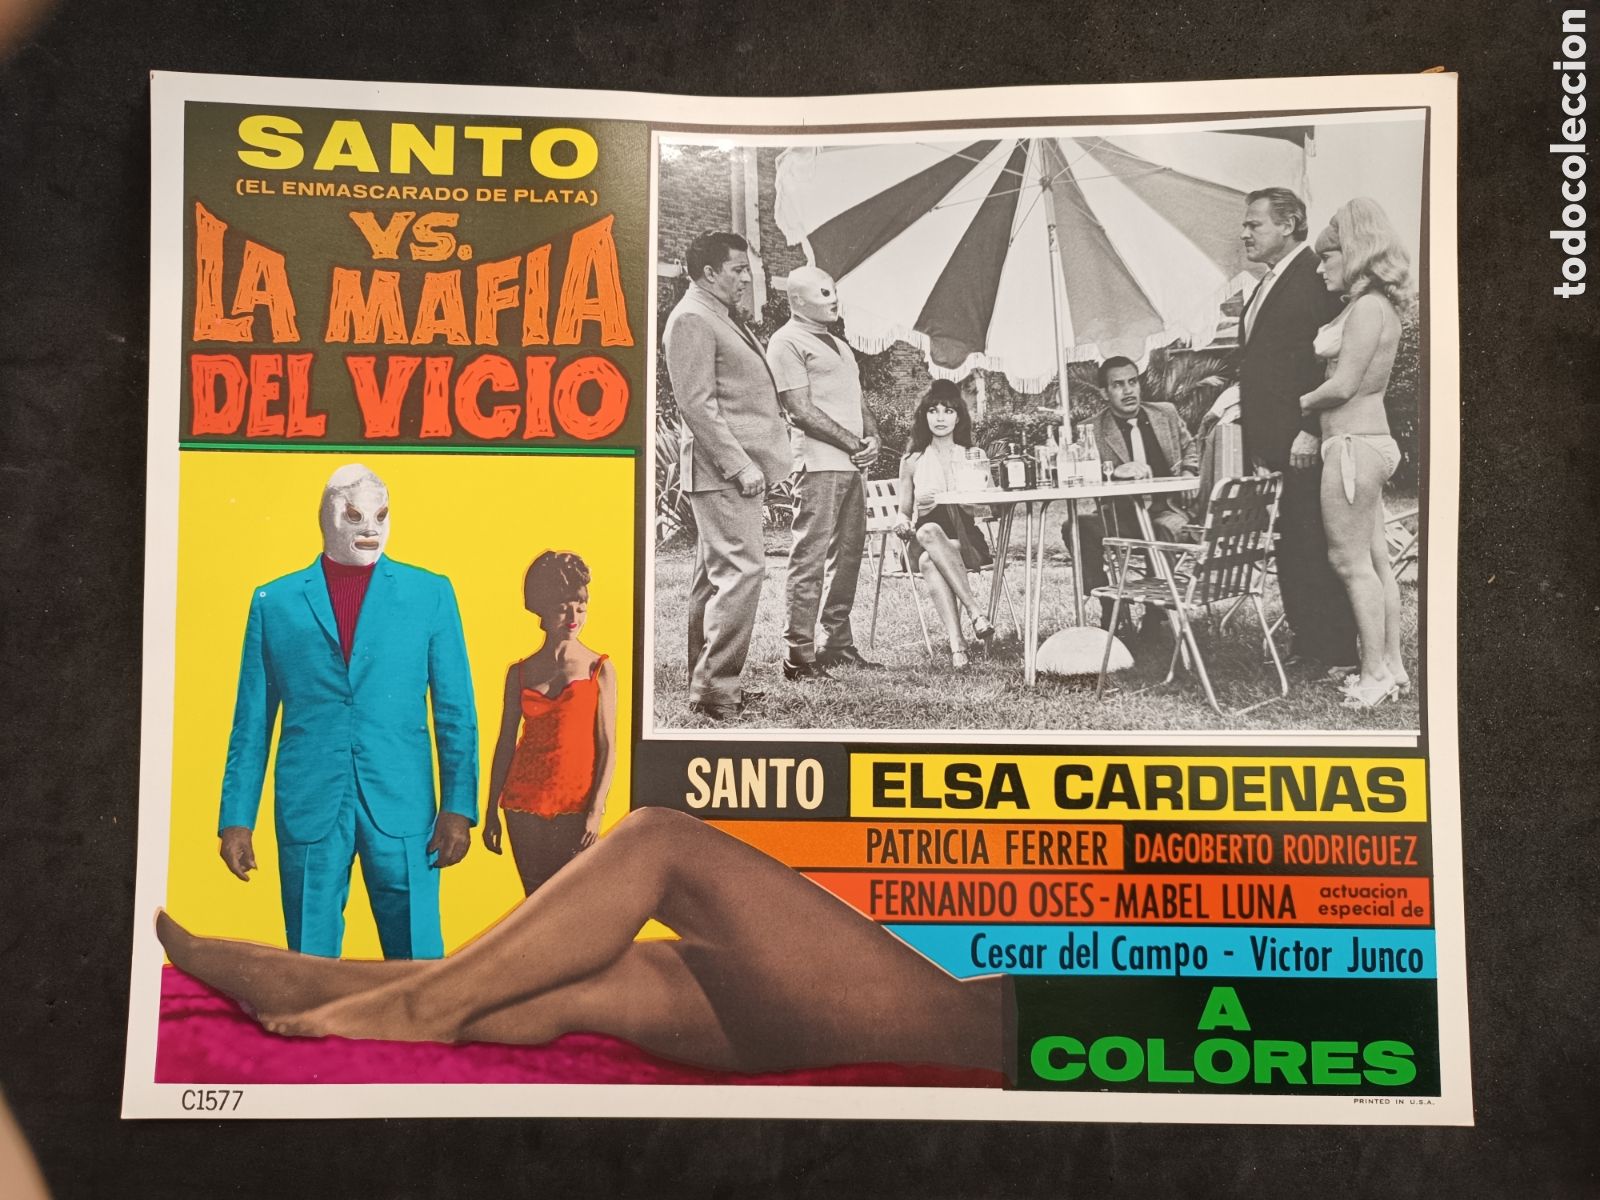 SANTO
(EL ENMASCARADO DE PLATA)
VS.
LA MAFIA
DEL VICIO
SANTO
ELSA CARDENAS
PATRICIA FERRER
DAGOBERTO RODRIGUEZ
FERNANDO OSES-MABEL LUNA
actuacion
especial de
Cesar del Campo - Victor Junco
A
COLORES
C1577
PRINTED IN U.S.A.
todocoleccion